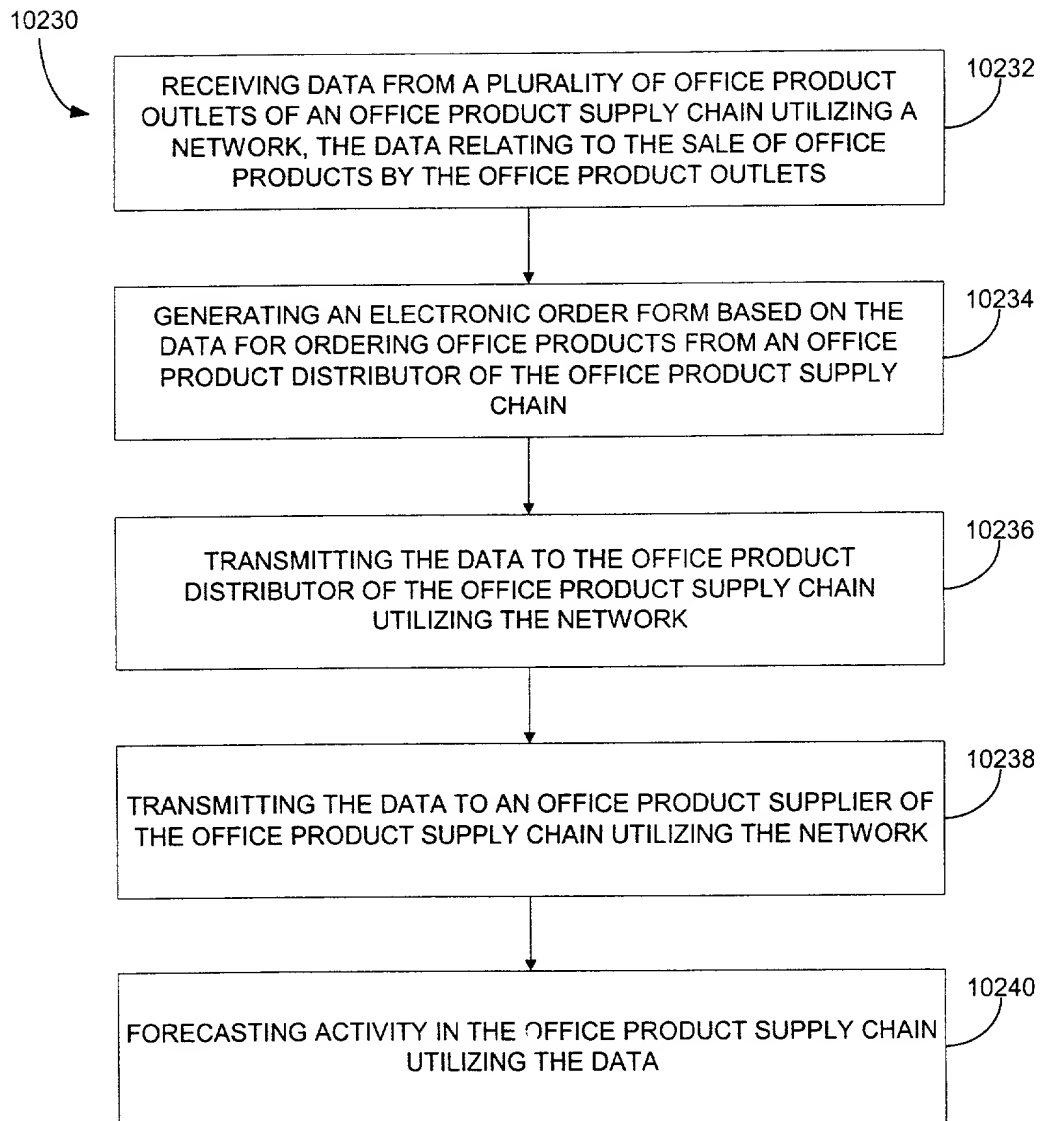 10230
RECEIVING DATA FROM A PLURALITY OF OFFICE PRODUCT
OUTLETS OF AN OFFICE PRODUCT SUPPLY CHAIN UTILIZING A
NETWORK, THE DATA RELATING TO THE SALE OF OFFICE
PRODUCTS BY THE OFFICE PRODUCT OUTLETS
10232
GENERATING AN ELECTRONIC ORDER FORM BASED ON THE
DATA FOR ORDERING OFFICE PRODUCTS FROM AN OFFICE
PRODUCT DISTRIBUTOR OF THE OFFICE PRODUCT SUPPLY
CHAIN
10234
TRANSMITTING THE DATA TO THE OFFICE PRODUCT
DISTRIBUTOR OF THE OFFICE PRODUCT SUPPLY CHAIN
UTILIZING THE NETWORK
10236
TRANSMITTING THE DATA TO AN OFFICE PRODUCT SUPPLIER OF
THE OFFICE PRODUCT SUPPLY CHAIN UTILIZING THE NETWORK
10238
FORECASTING ACTIVITY IN THE OFFICE PRODUCT SUPPLY CHAIN
UTILIZING THE DATA
10240